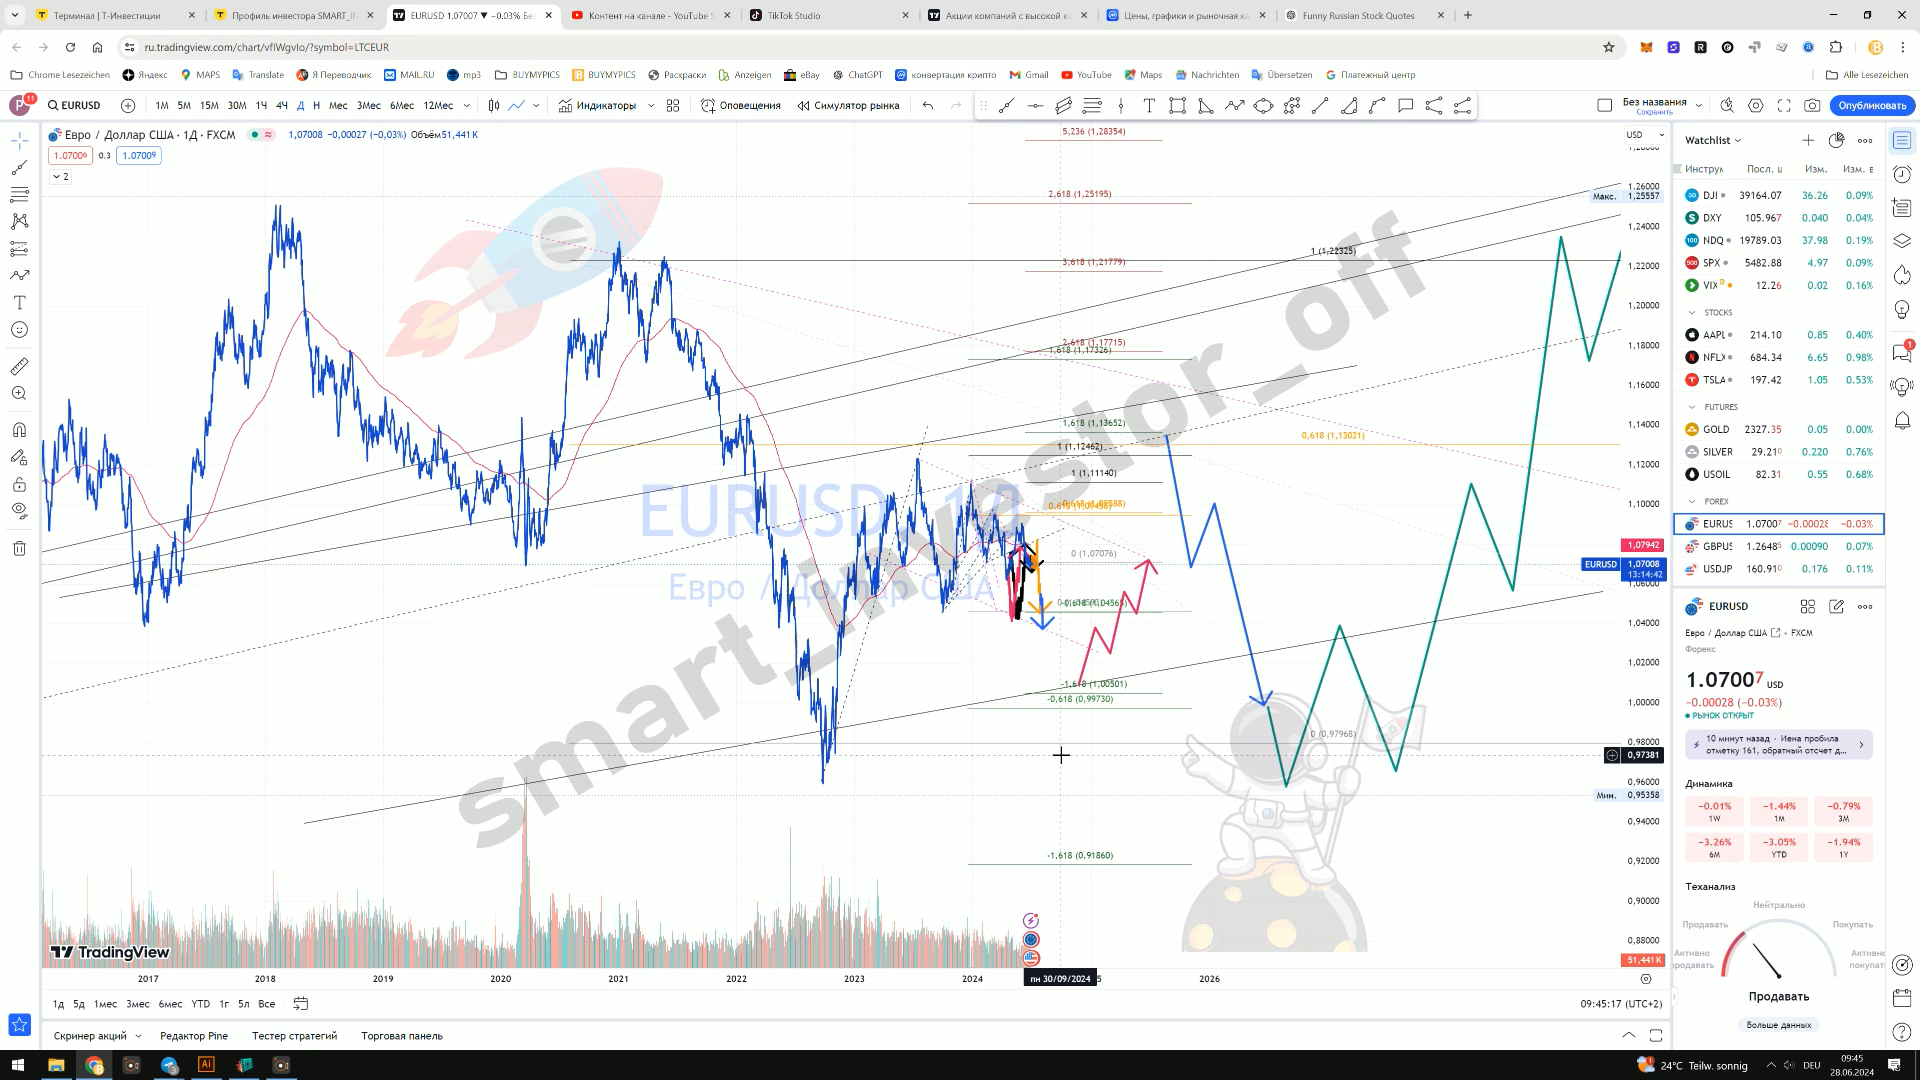 Терминал | Т-Инвестиции
Профиль инвестора SMART_IN
EURUSD 1,07007 ▼ −0.03% Без
Контент на канале - YouTube S
TikTok Studio
Акции компаний с высокой к
Цены, графики и рыночная ка
Funny Russian Stock Quotes
ru.tradingview.com/chart/vflWgvIo/?symbol=LTCEUR
Chrome Lesezeichen
Яндекс
MAPS
Translate
Я Переводчик
MAIL.RU
mp3
BUYMYPICS
BUYMYPICS
Раскраски
Anzeigen
eBay
ChatGPT
конвертация крипто
Gmail
YouTube
Maps
Nachrichten
Übersetzen
Платежный центр
Alle Lesezeichen
P 11
EURUSD
1М 5М 15М 30М 1Ч 4Ч Д Н Мес 3Мес 6Мес 12Мес
Индикаторы
Оповещения
Симулятор рынка
Без названия
Сохранить
Опубликовать
Евро / Доллар США · 1Д · FXCM
1,07008 −0,00027 (−0,03%) Объём 51,441 K
1.07006 0.3 1.07009
2
USD
5,236 (1,28354)
2,618 (1,25195)
1 (1,22325)
3,618 (1,21779)
2,618 (1,17715)
1,618 (1,17326)
1,618 (1,13652)
0,618 (1,13021)
1 (1,12462)
1 (1,11140)
0 (1,07076)
-1,618 (1,00501)
-0,618 (0,99730)
0 (0,97968)
-1,618 (0,91860)
EURUSD, 1Д
Евро / Доллар США
smart_investor_off
1,26000
Макс. 1,25557
1,24000
1,22000
1,20000
1,18000
1,16000
1,14000
1,12000
1,10000
1,07942
EURUSD 1,07008
13:14:42
1,06000
1,04000
1,02000
1,00000
0,98000
0,97381
0,96000
Мин. 0,95358
0,94000
0,92000
0,90000
0,88000
51,441 K
TradingView
2017 2018 2019 2020 2021 2022 2023 2024 пн 30/09/2024 2026
1д 5д 1мес 3мес 6мес YTD 1г 5л Все
09:45:17 (UTC+2)
Скринер акций
Редактор Pine
Тестер стратегий
Торговая панель
Watchlist
Инструм Посл. ц Изм. Изм. в
DJI 39164.07 36.26 0.09%
DXY 105.967 0.040 0.04%
NDQ 19789.03 37.98 0.19%
SPX 5482.88 4.97 0.09%
VIX D 12.26 0.02 0.16%
STOCKS
AAPL 214.10 0.85 0.40%
NFLX 684.34 6.65 0.98%
TSLA 197.42 1.05 0.53%
FUTURES
GOLD 2327.35 0.05 0.00%
SILVER 29.210 0.220 0.76%
USOIL 82.31 0.55 0.68%
FOREX
EURUS 1.07007 −0.00028 −0.03%
GBPUS 1.26485 0.00090 0.07%
USDJP 160.910 0.176 0.11%
EURUSD
Евро / Доллар США · FXCM
Форекс
1.07007 USD
−0.00028 (−0.03%)
РЫНОК ОТКРЫТ
10 минут назад · Иена пробила
отметку 161, обратный отсчет д...
Динамика
−0.01% −1.44% −0.79%
1W 1M 3M
−3.26% −3.05% −1.94%
6M YTD 1Y
Теханализ
Нейтрально
Продавать Покупать
Активно продавать
Активно покупать
Продавать
Больше данных
24°C Teilw. sonnig
DEU
09:45
28.06.2024